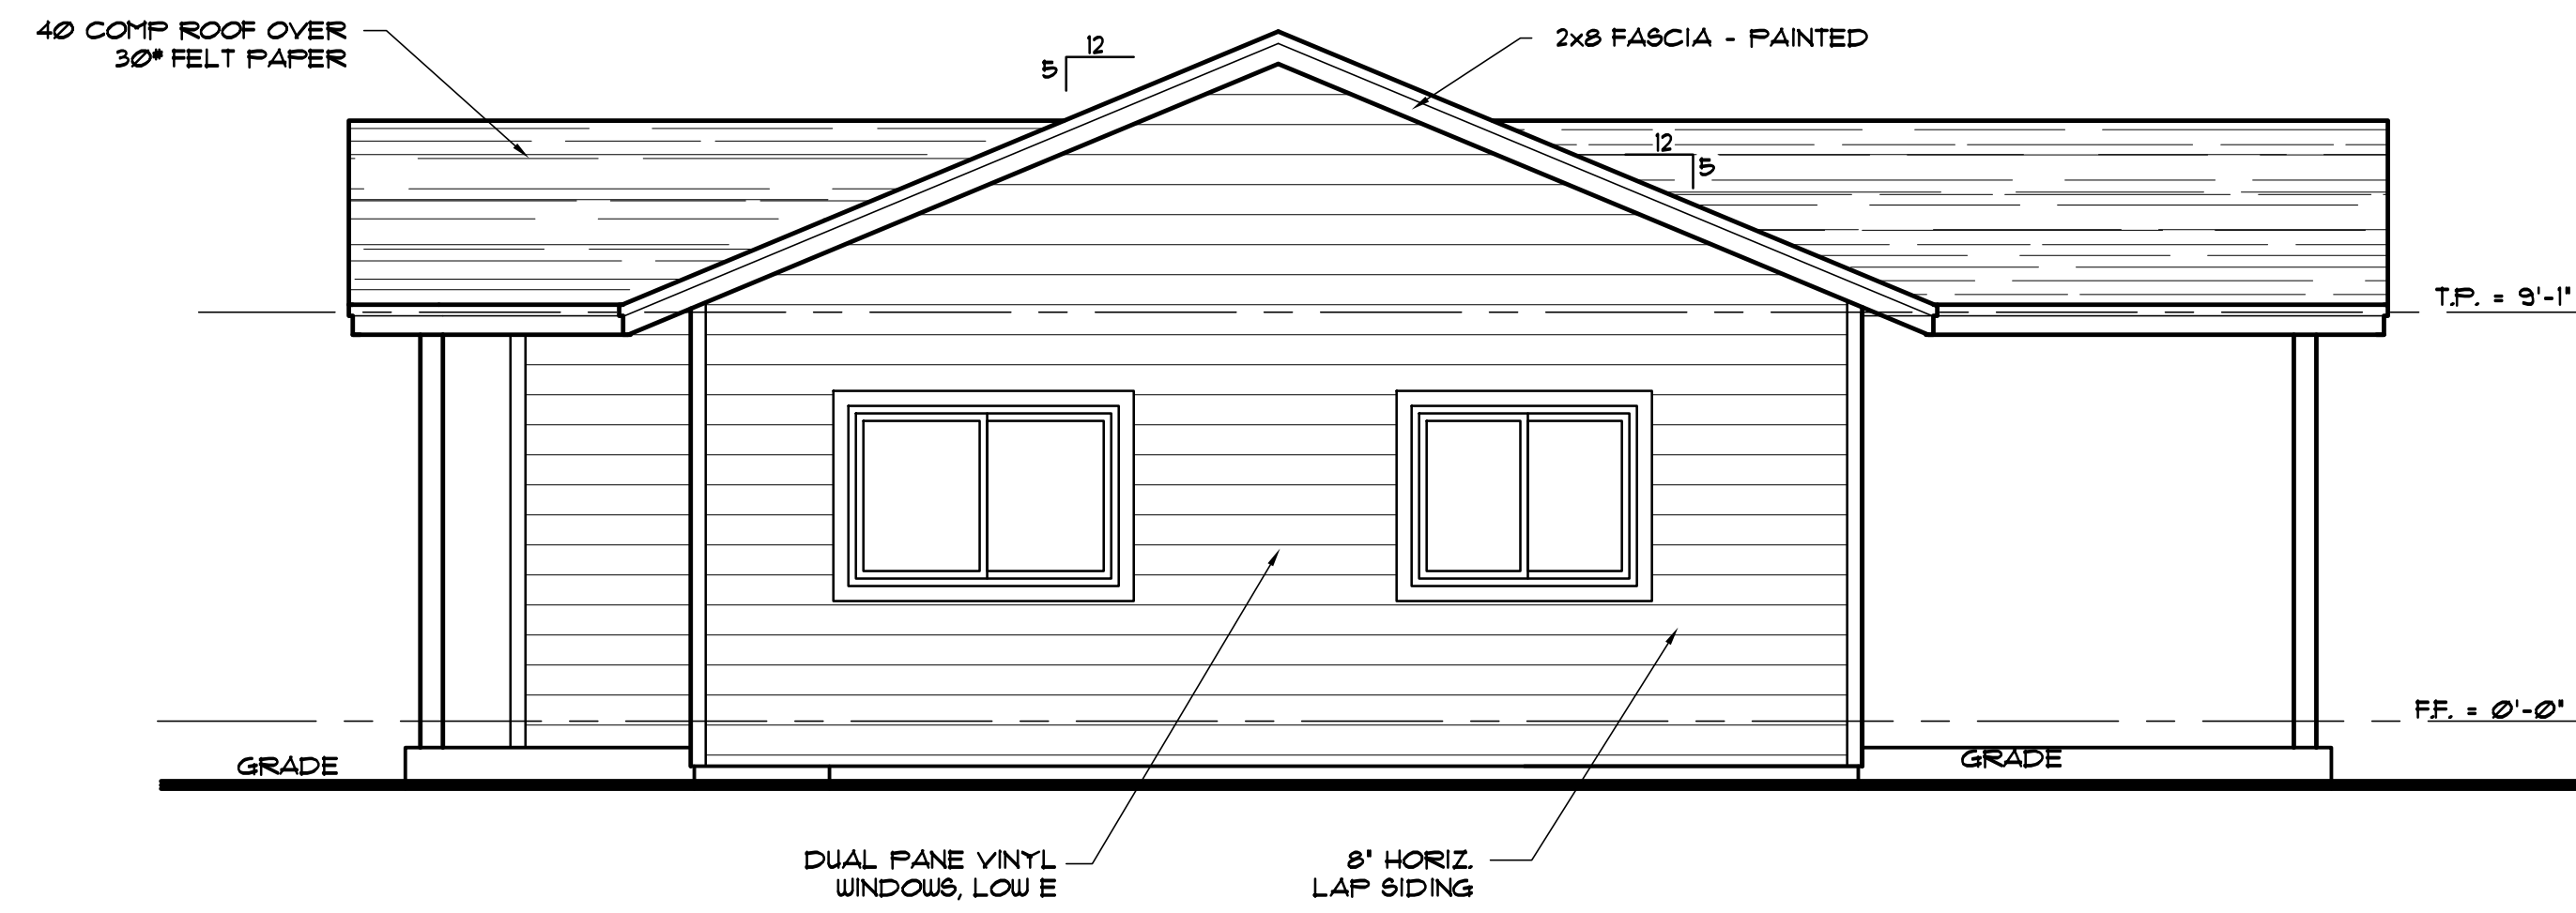 40 COMP ROOF OVER
30# FELT PAPER
12
5
2x8 FASCIA - PAINTED
12
5
T.P. = 9'-1"
F.F. = 0'-0"
GRADE
GRADE
DUAL PANE VINYL
WINDOWS, LOW E
8" HORIZ.
LAP SIDING